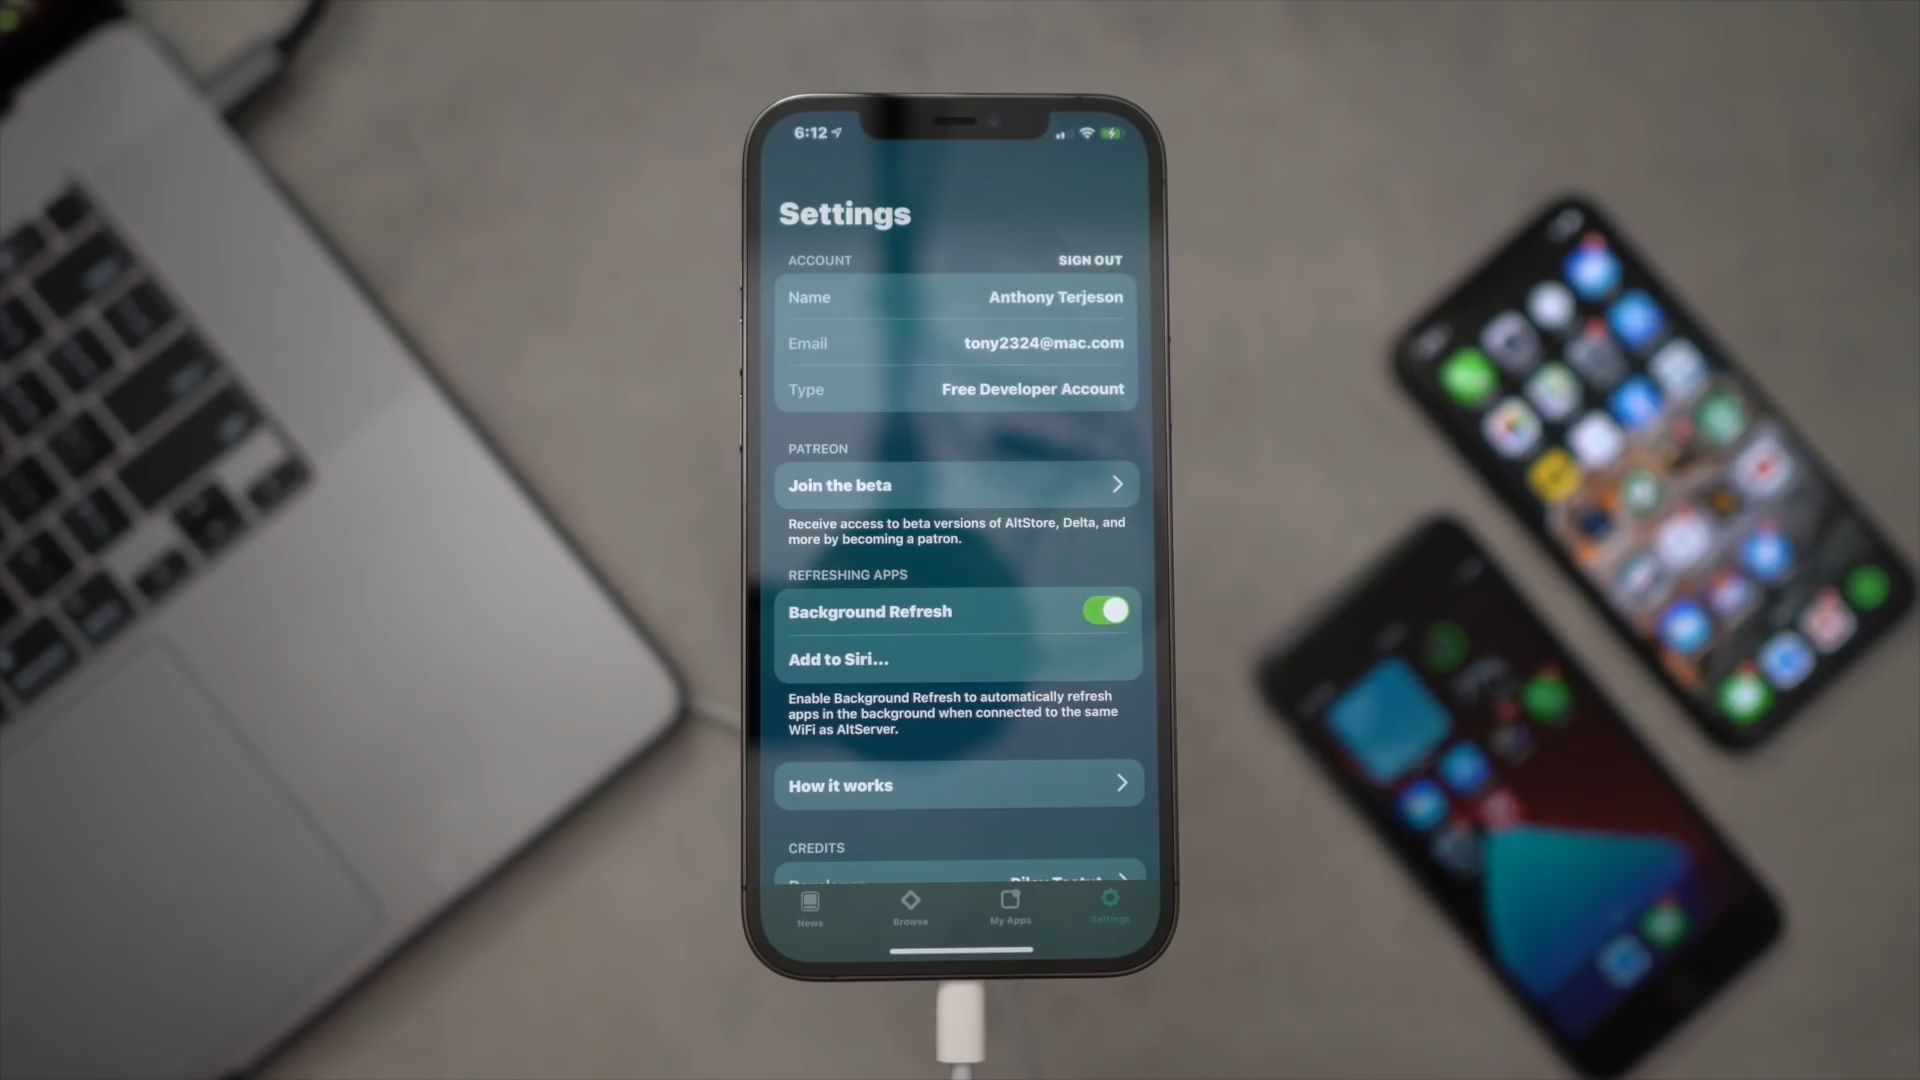 6:12
Settings
ACCOUNT SIGN OUT
Name Anthony Terjeson
Email tony2324@mac.com
Type Free Developer Account
PATREON
Join the beta
Receive access to beta versions of AltStore, Delta, and
more by becoming a patron.
REFRESHING APPS
Background Refresh
Add to Siri...
Enable Background Refresh to automatically refresh
apps in the background when connected to the same
WiFi as AltServer.
How it works
CREDITS
News Browse My Apps Settings